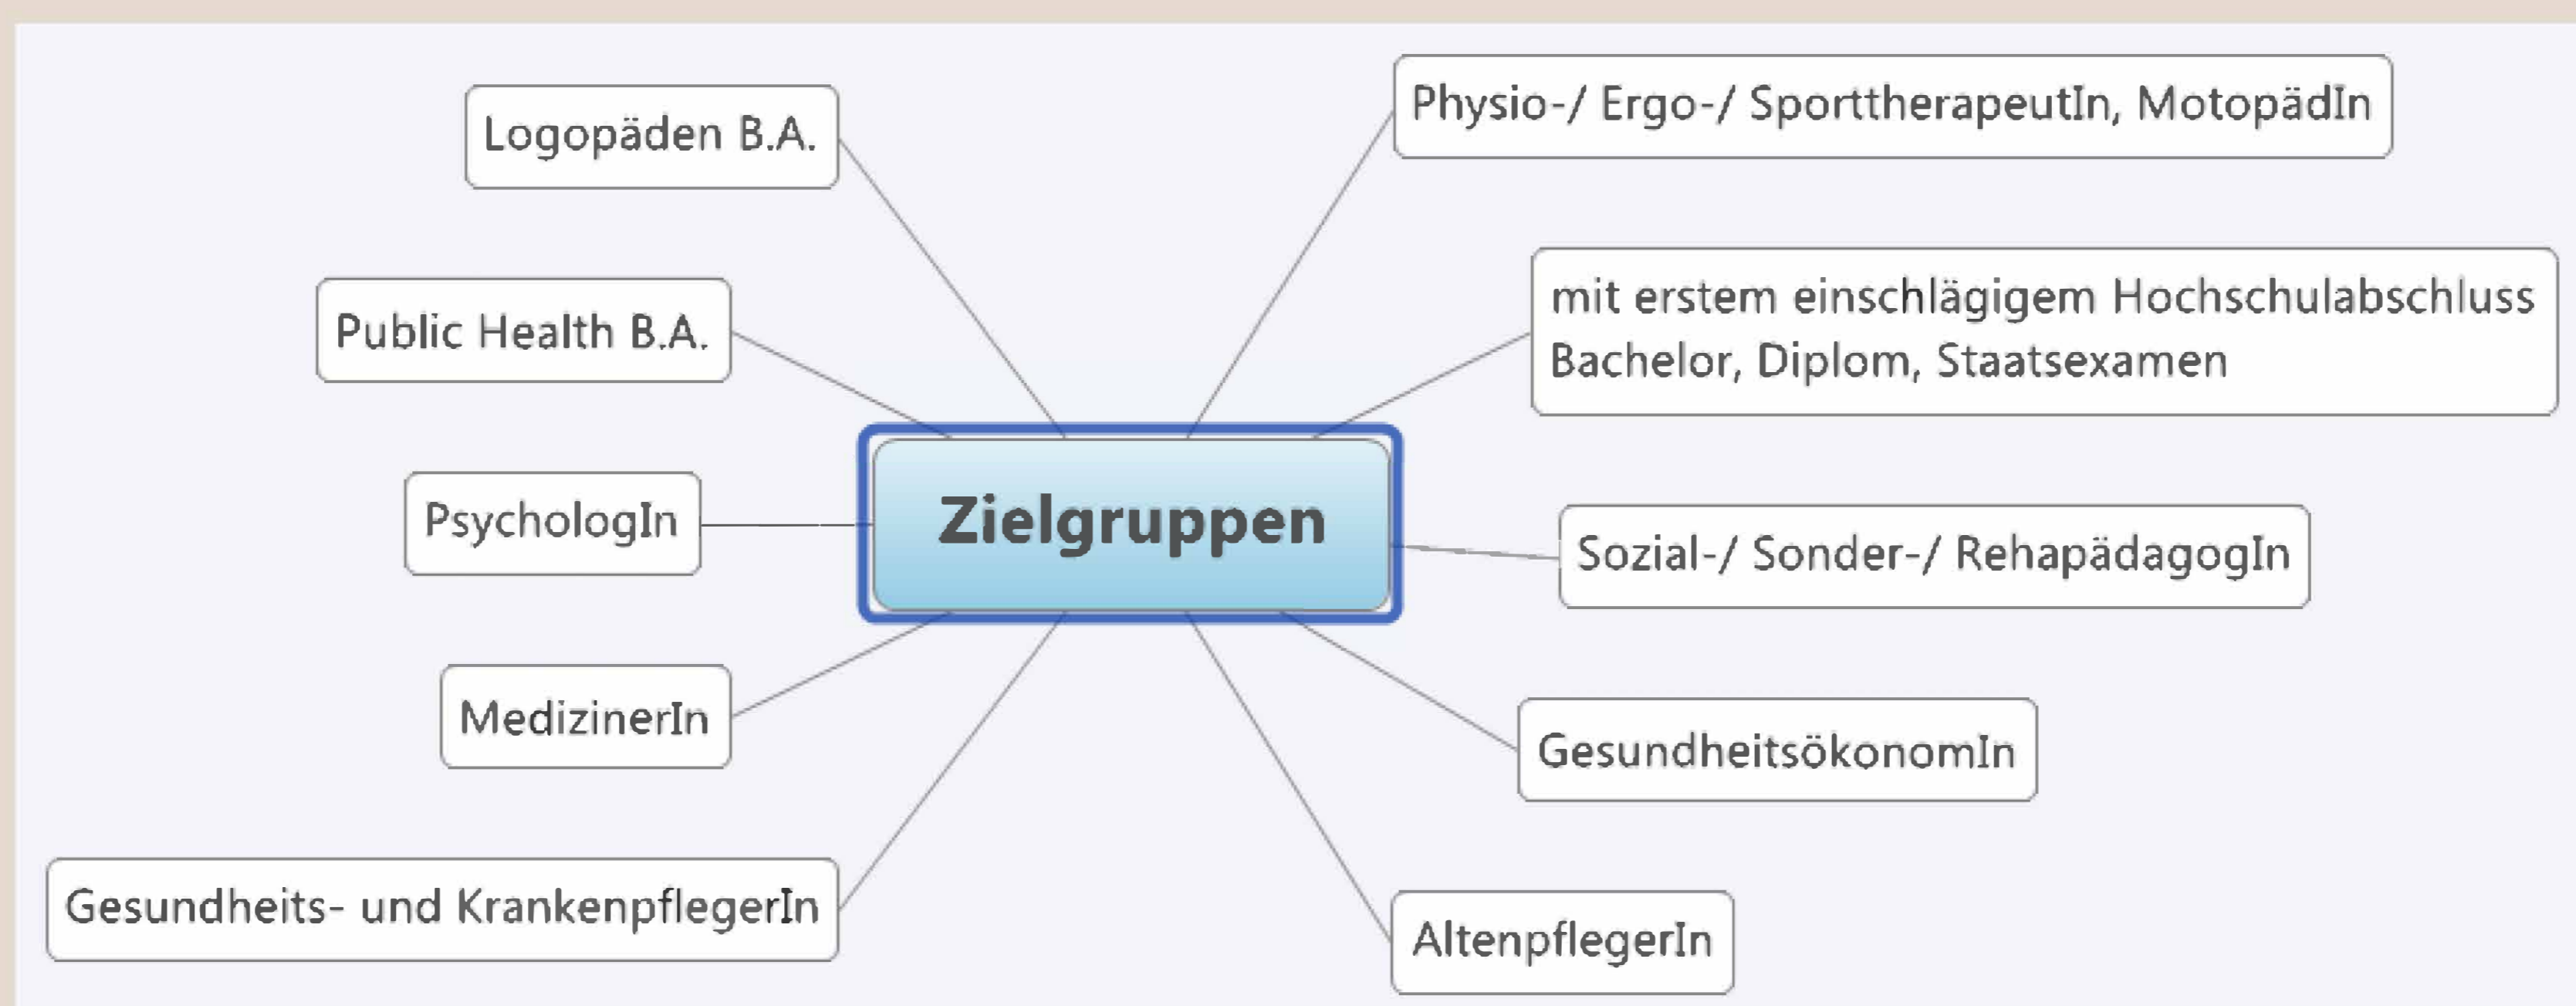 Logopäden B.A.
Public Health B.A.
PsychologIn
MedizinerIn
Gesundheits- und KrankenpflegerIn
Zielgruppen
Physio-/ Ergo-/ SporttherapeutIn, MotopädIn
mit erstem einschlägigem Hochschulabschluss
Bachelor, Diplom, Staatsexamen
Sozial-/ Sonder-/ RehapädagogIn
GesundheitsökonomIn
AltenpflegerIn